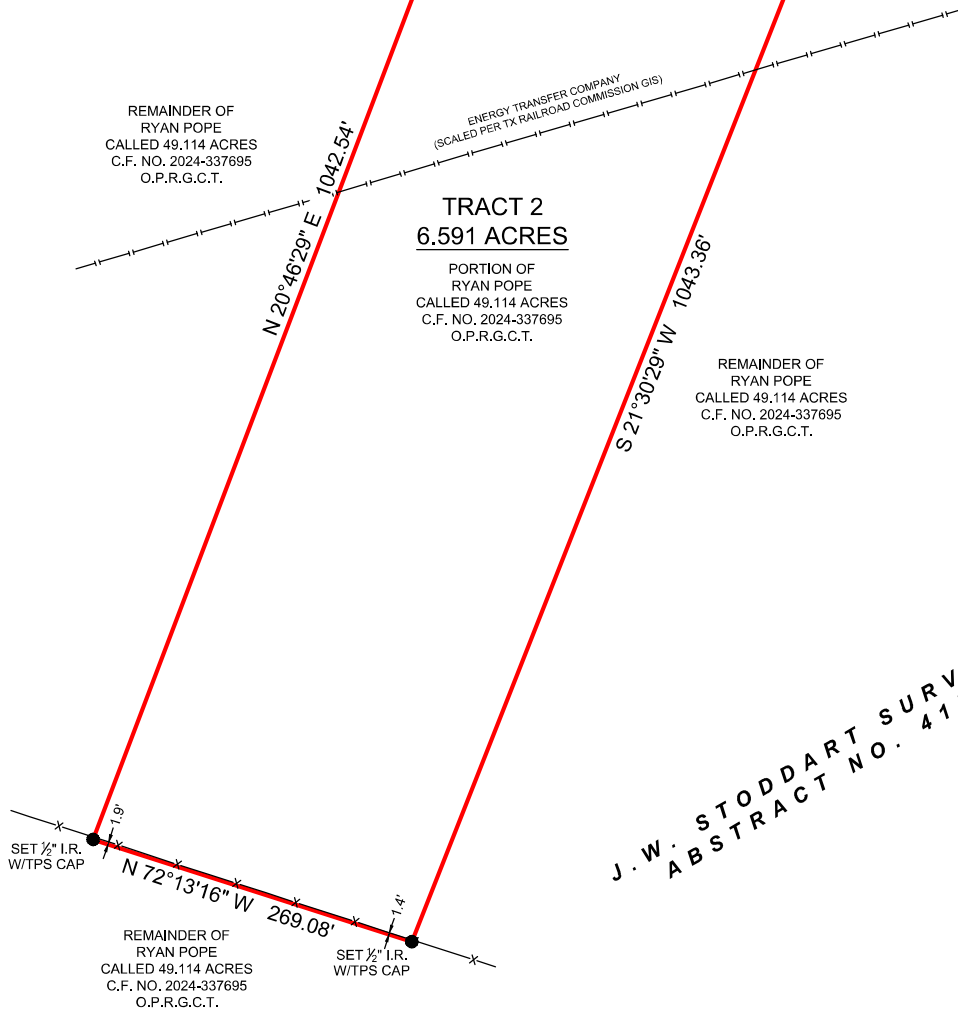 REMAINDER OF
RYAN POPE
CALLED 49.114 ACRES
C.F. NO. 2024-337695
O.P.R.G.C.T.
ENERGY TRANSFER COMPANY
(SCALED PER TX RAILROAD COMMISSION GIS)
N 20°46'29" E 1042.54'
TRACT 2
6.591 ACRES
PORTION OF
RYAN POPE
CALLED 49.114 ACRES
C.F. NO. 2024-337695
O.P.R.G.C.T.
S 21°30'29" W 1043.36'
REMAINDER OF
RYAN POPE
CALLED 49.114 ACRES
C.F. NO. 2024-337695
O.P.R.G.C.T.
J.W. STODDART SURV
ABSTRACT NO. 41
1.9'
SET ½" I.R.
W/TPS CAP
N 72°13'16" W 269.08'
1.4'
SET ½" I.R.
W/TPS CAP
REMAINDER OF
RYAN POPE
CALLED 49.114 ACRES
C.F. NO. 2024-337695
O.P.R.G.C.T.